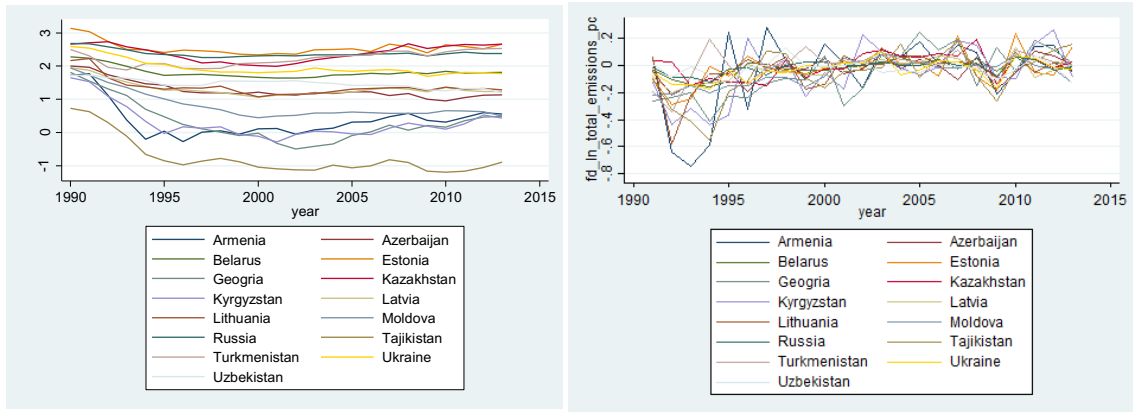 3
2
1
0
-1
1990 1995 2000 2005 2010 2015
year
Armenia Azerbaijan
Belarus Estonia
Geogria Kazakhstan
Kyrgyzstan Latvia
Lithuania Moldova
Russia Tajikistan
Turkmenistan Ukraine
Uzbekistan
fd_ln_total_emissions_pc
.2
0
-.2
-.4
-.6
-.8
1990 1995 2000 2005 2010 2015
year
Armenia Azerbaijan
Belarus Estonia
Geogria Kazakhstan
Kyrgyzstan Latvia
Lithuania Moldova
Russia Tajikistan
Turkmenistan Ukraine
Uzbekistan